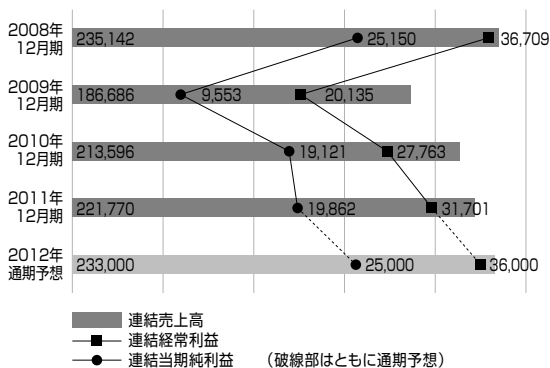 2008年
12月期
235,142
25,150
36,709
2009年
12月期
186,686
9,553
20,135
2010年
12月期
213,596
19,121
27,763
2011年
12月期
221,770
19,862
31,701
2012年
通期予想
233,000
25,000
36,000
連結売上高
連結経常利益
連結当期純利益 (破線部はともに通期予想)